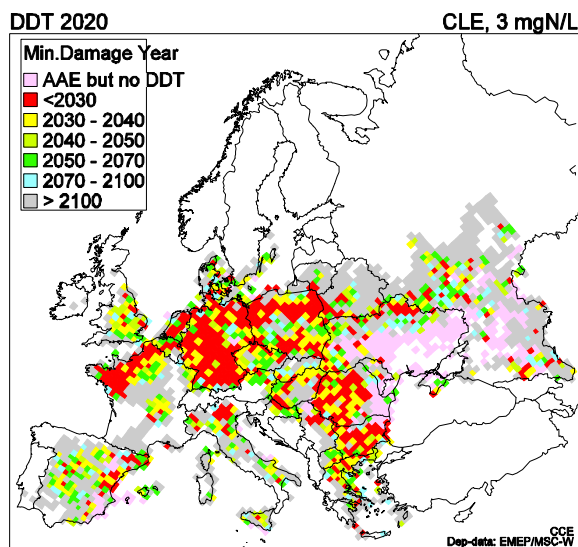 DDT 2020
CLE, 3 mgN/L
Min.Damage Year
AAE but no DDT
<2030
2030 - 2040
2040 - 2050
2050 - 2070
2070 - 2100
> 2100
CCE
Dep-data: EMEP/MSC-W